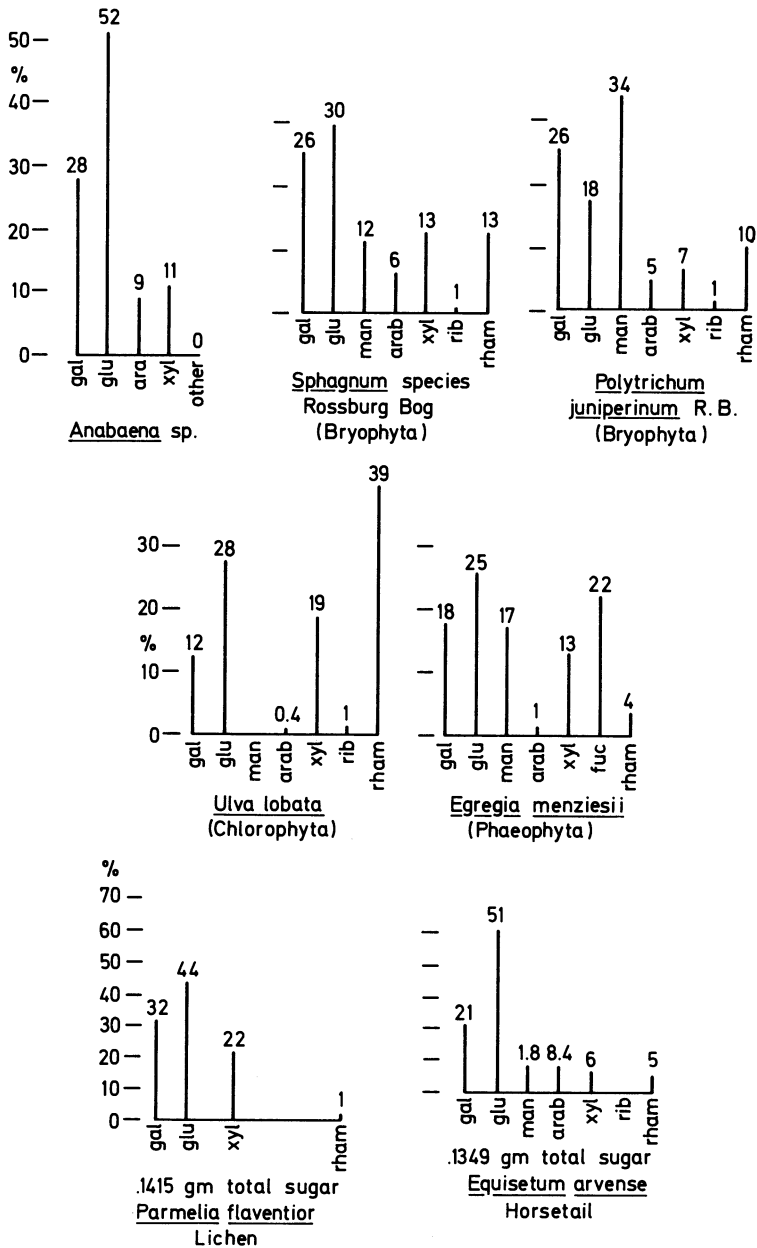 52
50
%
40
28
30
20
9
11
10
0
0
gal
glu
ara
xyl
other
Anabaena sp.
26
30
12
6
13
1
13
gal
glu
man
arab
xyl
rib
rham
Sphagnum species
Rossburg Bog
(Bryophyta)
26
18
34
5
7
1
10
gal
glu
man
arab
xyl
rib
rham
Polytrichum
juniperinum R.B.
(Bryophyta)
39
30
28
20
19
%
12
10
0.4
1
0
gal
glu
man
arab
xyl
rib
rham
Ulva lobata
(Chlorophyta)
18
25
17
1
13
22
4
gal
glu
man
arab
xyl
fuc
rham
Egregia menziesii
(Phaeophyta)
%
70
60
50
40
30
20
10
0
32
44
22
1
gal
glu
xyl
rham
.1415 gm total sugar
Parmelia flaventior
Lichen
21
51
1.8
8.4
6
5
gal
glu
man
arab
xyl
rib
rham
.1349 gm total sugar
Equisetum arvense
Horsetail